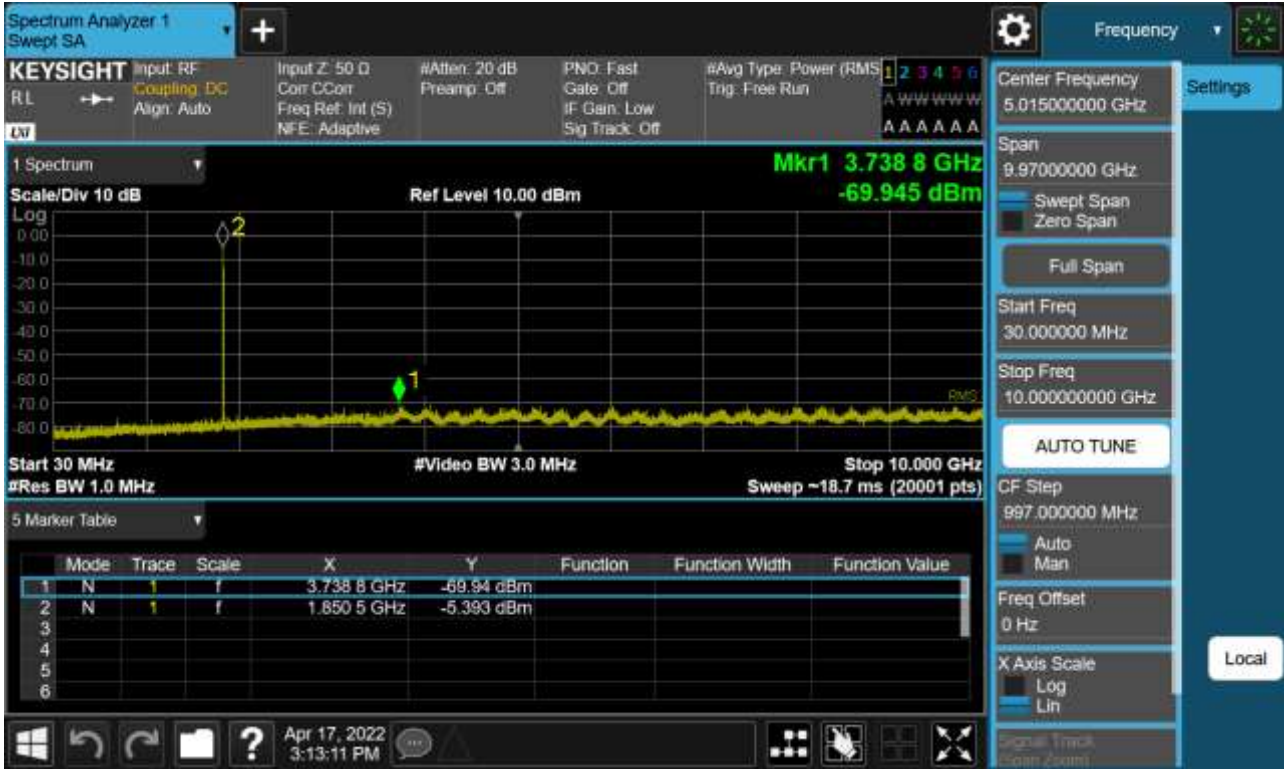 Spectrum Analyzer 1
Swept SA
Frequency
KEYSIGHT
RL
LXI
Input: RF
Coupling: DC
Align: Auto
Input Z: 50 Ω
Corr CCorr
Freq Ref: Int (S)
NFE: Adaptive
#Atten: 20 dB
Preamp: Off
PNO: Fast
Gate: Off
IF Gain: Low
Sig Track: Off
#Avg Type: Power (RMS
Trig: Free Run
1 2 3 4 5 6
A W W W W W
A A A A A A
1 Spectrum
Scale/Div 10 dB
Ref Level 10.00 dBm
Mkr1 3.738 8 GHz
-69.945 dBm
Log
0.00
-10.0
-20.0
-30.0
-40.0
-50.0
-60.0
-70.0
-80.0
2
1
RMS
Start 30 MHz
#Video BW 3.0 MHz
Stop 10.000 GHz
#Res BW 1.0 MHz
Sweep ~18.7 ms (20001 pts)
5 Marker Table
Mode Trace Scale X Y Function Function Width Function Value
1 N 1 f 3.738 8 GHz -69.94 dBm
2 N 1 f 1.850 5 GHz -5.393 dBm
3
4
5
6
?
Apr 17, 2022
3:13:11 PM
Center Frequency
5.015000000 GHz
Span
9.97000000 GHz
Swept Span
Zero Span
Full Span
Start Freq
30.000000 MHz
Stop Freq
10.000000000 GHz
AUTO TUNE
CF Step
997.000000 MHz
Auto
Man
Freq Offset
0 Hz
X Axis Scale
Log
Lin
Signal Track
(Span Zoom)
Settings
Local